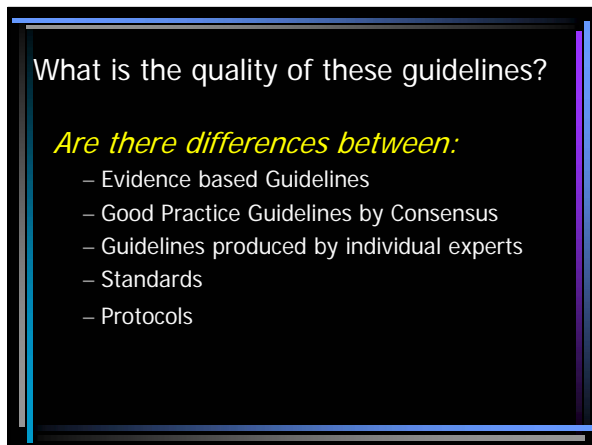 What is the quality of these guidelines?
Are there differences between:
– Evidence based Guidelines
– Good Practice Guidelines by Consensus
– Guidelines produced by individual experts
– Standards
– Protocols